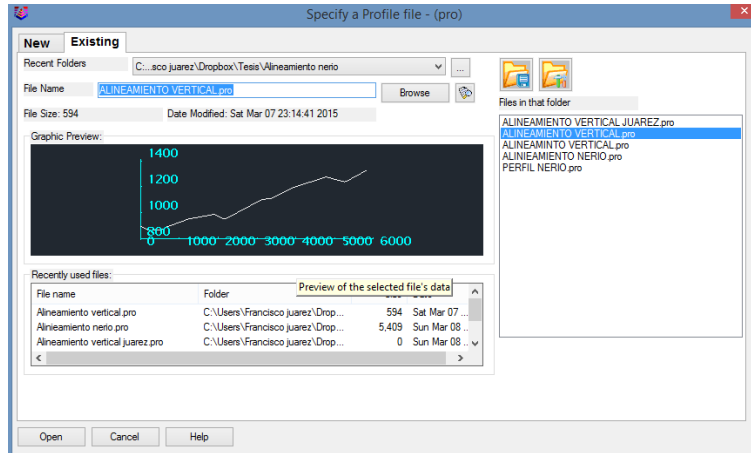 Specify a Profile file - (pro)
New Existing
Recent Folders C:...sco juarez\Dropbox\Tesis\Alineamiento nerio ...
File Name ALINEAMIENTO VERTICAL.pro Browse
File Size: 594 Date Modified: Sat Mar 07 23:14:41 2015
Graphic Preview:
1400
1200
1000
800
0 1000 2000 3000 4000 5000 6000
Preview of the selected file's data
Recently used files:
File name Folder
Alineamiento vertical.pro C:\Users\Francisco juarez\Drop... 594 Sat Mar 07 ...
Alinieamiento nerio.pro C:\Users\Francisco juarez\Drop... 5,409 Sun Mar 08 ...
Alineamiento vertical juarez.pro C:\Users\Francisco juarez\Drop... 0 Sun Mar 08 ...
Files in that folder
ALINEAMIENTO VERTICAL JUAREZ.pro
ALINEAMIENTO VERTICAL.pro
ALINEAMINTO VERTICAL.pro
ALINIEAMIENTO NERIO.pro
PERFIL NERIO.pro
Open Cancel Help